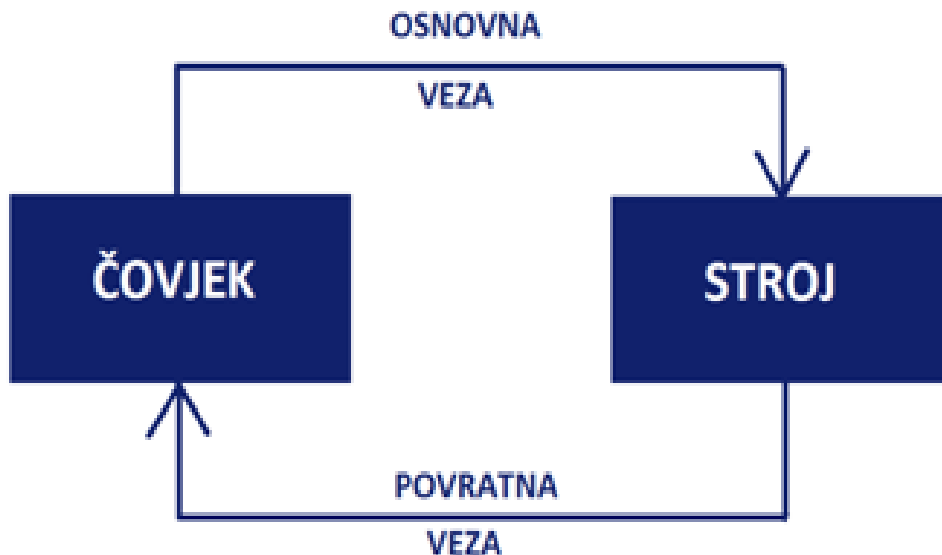 OSNOVNA
VEZA
ČOVJEK
STROJ
POVRATNA
VEZA